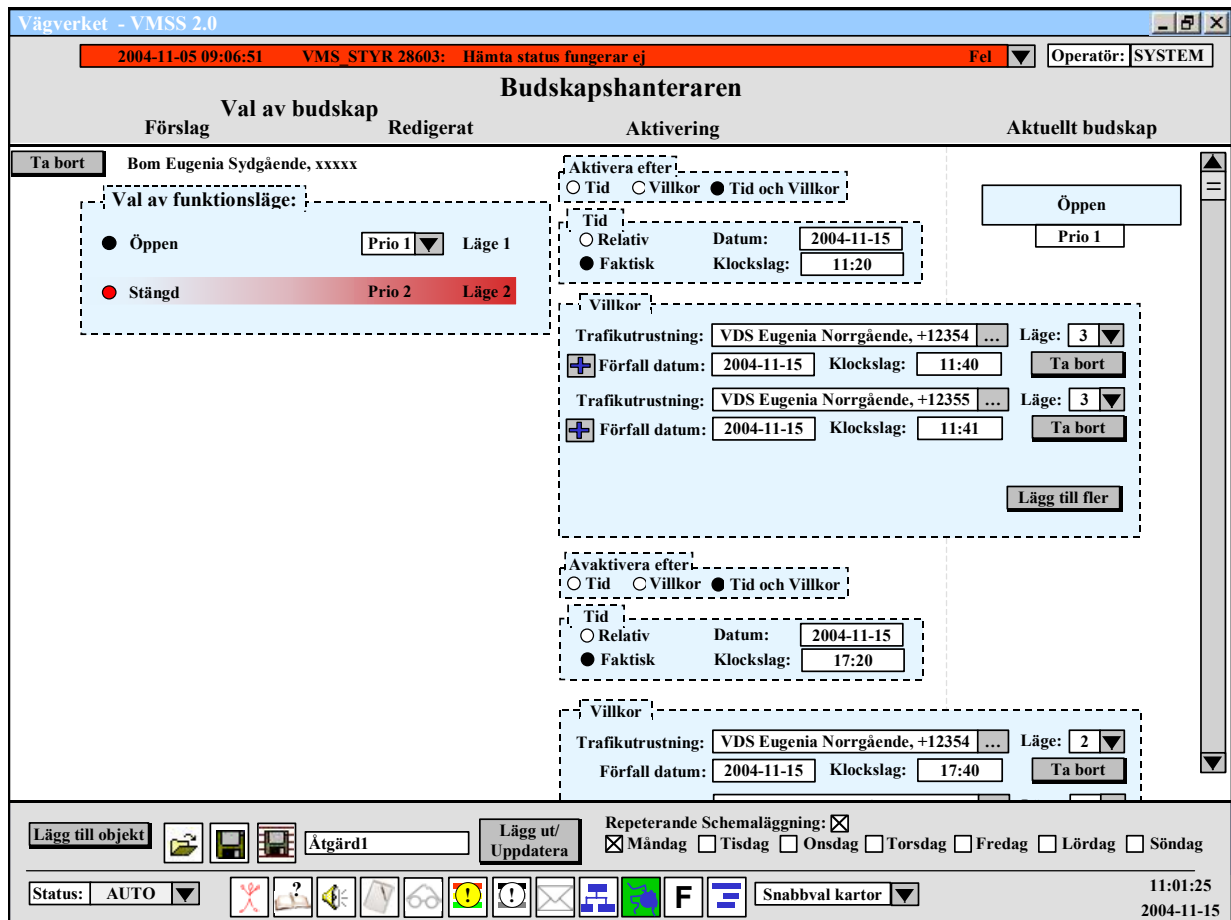 Vägverket - VMSS 2.0
2004-11-05 09:06:51 VMS_STYR 28603: Hämta status fungerar ej Fel Operatör: SYSTEM
Budskapshanteraren
Val av budskap
Förslag Redigerat Aktivering Aktuellt budskap
Ta bort Bom Eugenia Sydgående, xxxxx
Val av funktionsläge:
Öppen Prio 1 Läge 1
Stängd Prio 2 Läge 2
Aktivera efter
Tid Villkor Tid och Villkor
Tid
Relativ Datum: 2004-11-15
Faktisk Klockslag: 11:20
Öppen
Prio 1
Villkor
Trafikutrustning: VDS Eugenia Norrgående, +12354 ... Läge: 3
Förfall datum: 2004-11-15 Klockslag: 11:40 Ta bort
Trafikutrustning: VDS Eugenia Norrgående, +12355 ... Läge: 3
Förfall datum: 2004-11-15 Klockslag: 11:41 Ta bort
Lägg till fler
Avaktivera efter
Tid Villkor Tid och Villkor
Tid
Relativ Datum: 2004-11-15
Faktisk Klockslag: 17:20
Villkor
Trafikutrustning: VDS Eugenia Norrgående, +12354 ... Läge: 2
Förfall datum: 2004-11-15 Klockslag: 17:40 Ta bort
Lägg till objekt Åtgärd1 Lägg ut/
Uppdatera
Repeterande Schemaläggning:
Måndag Tisdag Onsdag Torsdag Fredag Lördag Söndag
Status: AUTO ? ! ! F Snabbval kartor 11:01:25
2004-11-15